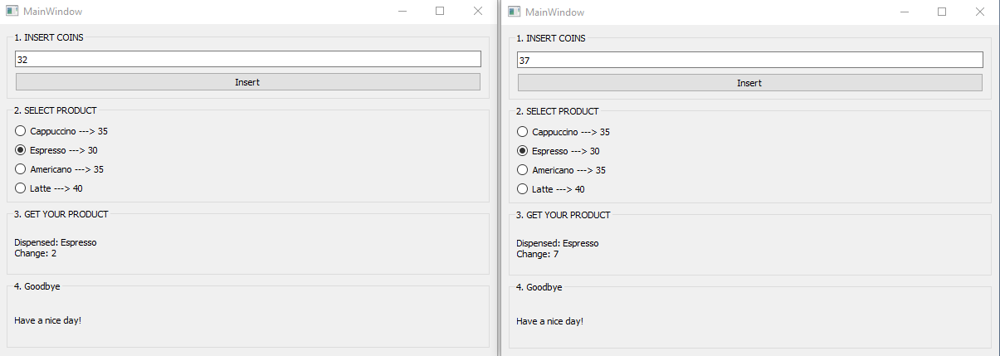 MainWindow
1. INSERT COINS
32
Insert
2. SELECT PRODUCT
Cappuccino ---> 35
Espresso ---> 30
Americano ---> 35
Latte ---> 40
3. GET YOUR PRODUCT
Dispensed: Espresso
Change: 2
4. Goodbye
Have a nice day!
MainWindow
1. INSERT COINS
37
Insert
2. SELECT PRODUCT
Cappuccino ---> 35
Espresso ---> 30
Americano ---> 35
Latte ---> 40
3. GET YOUR PRODUCT
Dispensed: Espresso
Change: 7
4. Goodbye
Have a nice day!